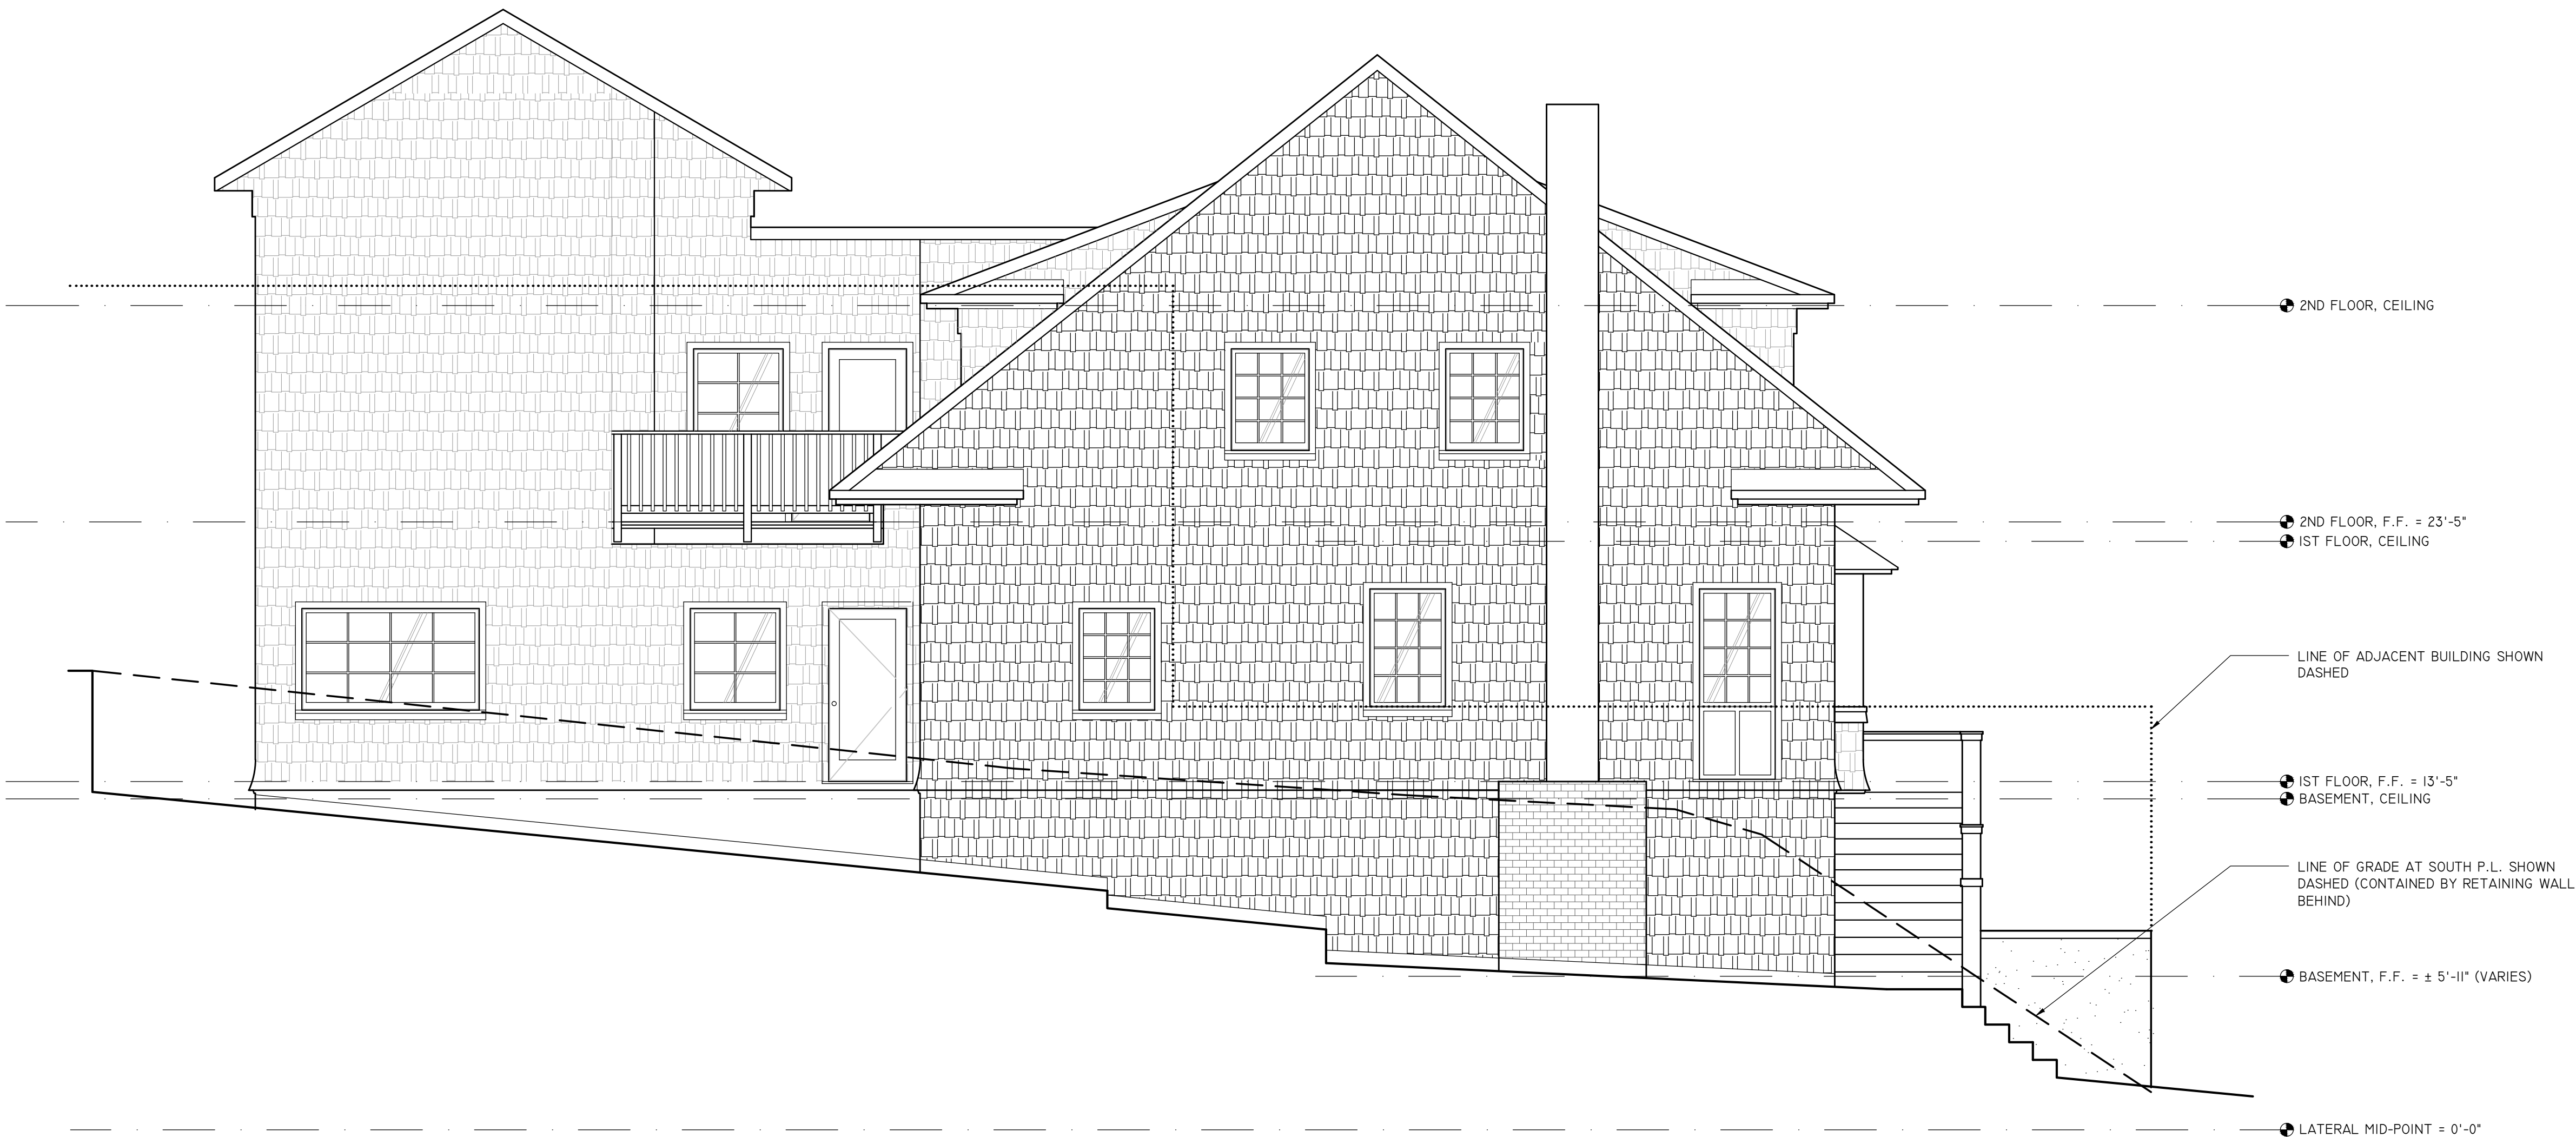 2ND FLOOR, CEILING
2ND FLOOR, F.F. = 23'-5"
1ST FLOOR, CEILING
LINE OF ADJACENT BUILDING SHOWN
DASHED
1ST FLOOR, F.F. = 13'-5"
BASEMENT, CEILING
LINE OF GRADE AT SOUTH P.L. SHOWN
DASHED (CONTAINED BY RETAINING WALL
BEHIND)
BASEMENT, F.F. = ± 5'-11" (VARIES)
LATERAL MID-POINT = 0'-0"